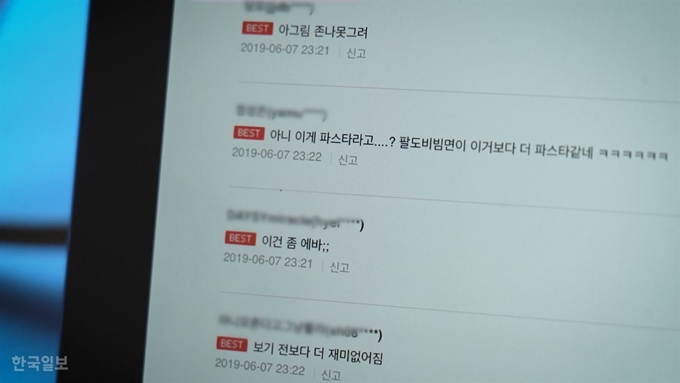 BEST 아그림 존나못그려
2019-06-07 23:21 신고
BEST 아니 이게 파스타라고....? 팔도비빔면이 이거보다 더 파스타같네 ㅋㅋㅋㅋㅋㅋ
2019-06-07 23:22 신고
BEST 이건 좀 에바;;
2019-06-07 23:21 신고
BEST 보기 전보다 더 재미없어짐
2019-06-07 23:22 신고
한국일보